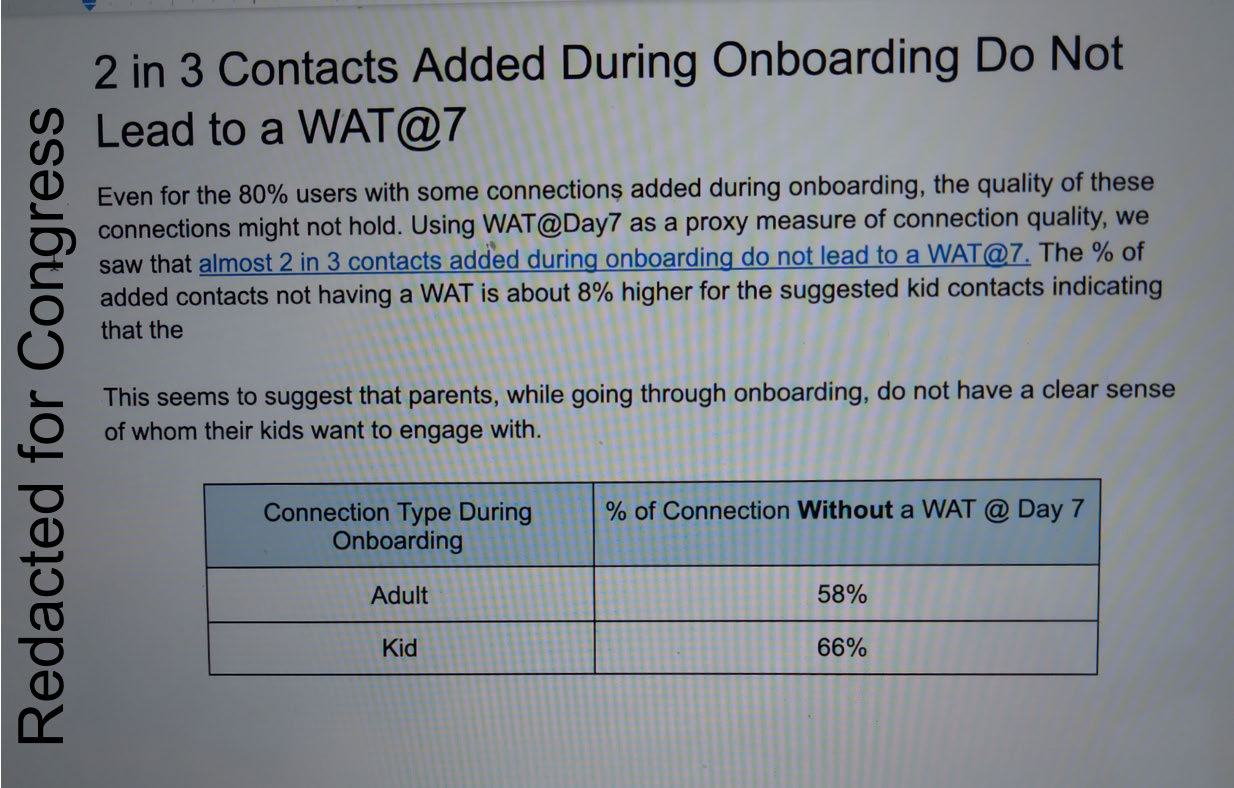 Redacted for Congress
2 in 3 Contacts Added During Onboarding Do Not
Lead to a WAT@7
Even for the 80% users with some connections added during onboarding, the quality of these
connections might not hold. Using WAT@Day7 as a proxy measure of connection quality, we
saw that almost 2 in 3 contacts added during onboarding do not lead to a WAT@7. The % of
added contacts not having a WAT is about 8% higher for the suggested kid contacts indicating
that the
This seems to suggest that parents, while going through onboarding, do not have a clear sense
of whom their kids want to engage with.
Connection Type During
Onboarding
% of Connection Without a WAT @ Day 7
Adult
58%
Kid
66%